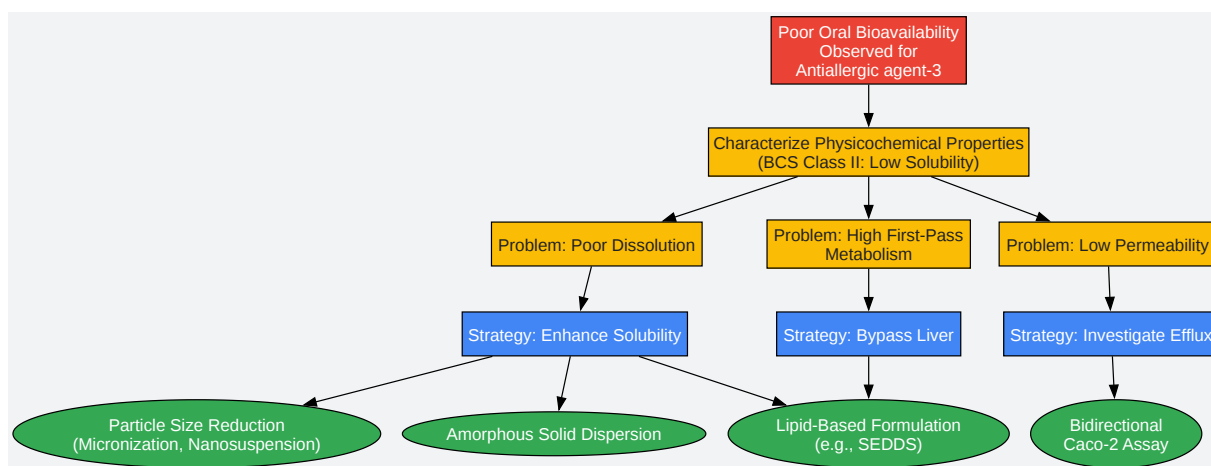 Poor Oral Bioavailability
Observed for
Antiallergic agent-3
Characterize Physicochemical Properties
(BCS Class II: Low Solubility)
Problem: Poor Dissolution
Problem: High First-Pass
Metabolism
Problem: Low Permeability
Strategy: Enhance Solubility
Strategy: Bypass Liver
Strategy: Investigate Efflux
Particle Size Reduction
(Micronization, Nanosuspension)
Amorphous Solid Dispersion
Lipid-Based Formulation
(e.g., SEDDS)
Bidirectional
Caco-2 Assay